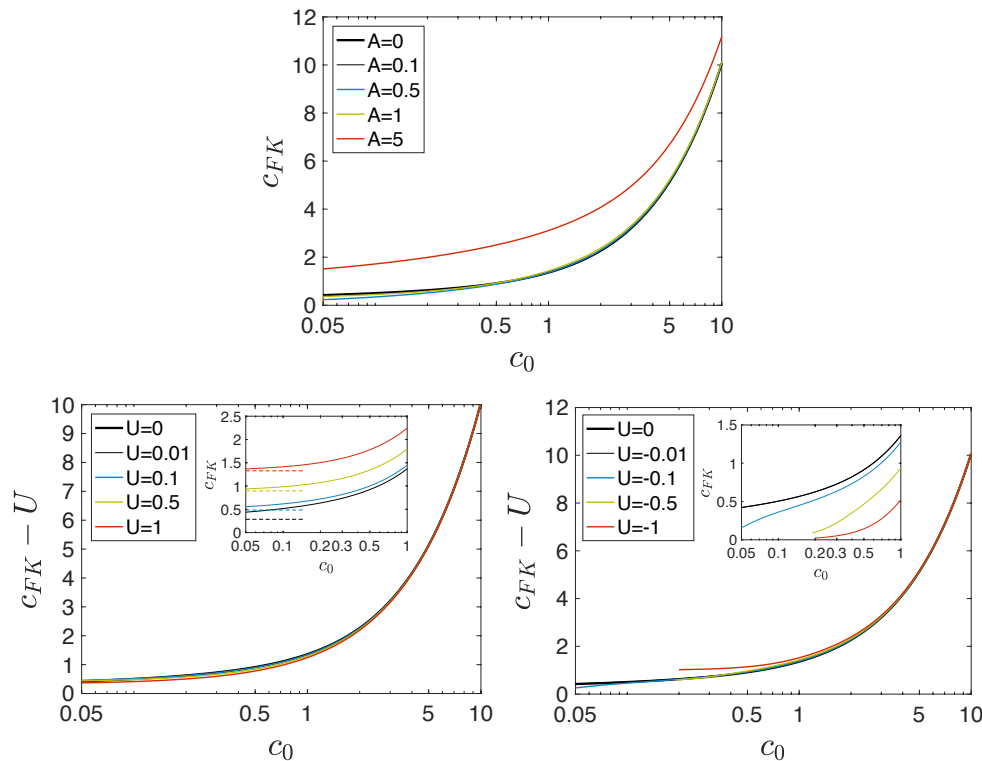 12
10
8
6
4
2
0
c_{FK}
A=0
A=0.1
A=0.5
A=1
A=5
0.05
0.5
1
5
10
c_0
10
9
8
7
6
5
4
3
2
1
0
c_{FK} − U
U=0
U=0.01
U=0.1
U=0.5
U=1
2.5
2
1.5
1
0.5
0
c_{FK}
0.05
0.1
0.2
0.3
0.5
1
c_0
0.05
0.5
1
5
10
c_0
12
10
8
6
4
2
0
c_{FK} − U
U=0
U=-0.01
U=-0.1
U=-0.5
U=-1
1.5
1
0.5
0
c_{FK}
0.05
0.1
0.2
0.3
0.5
1
c_0
0.05
0.5
1
5
10
c_0